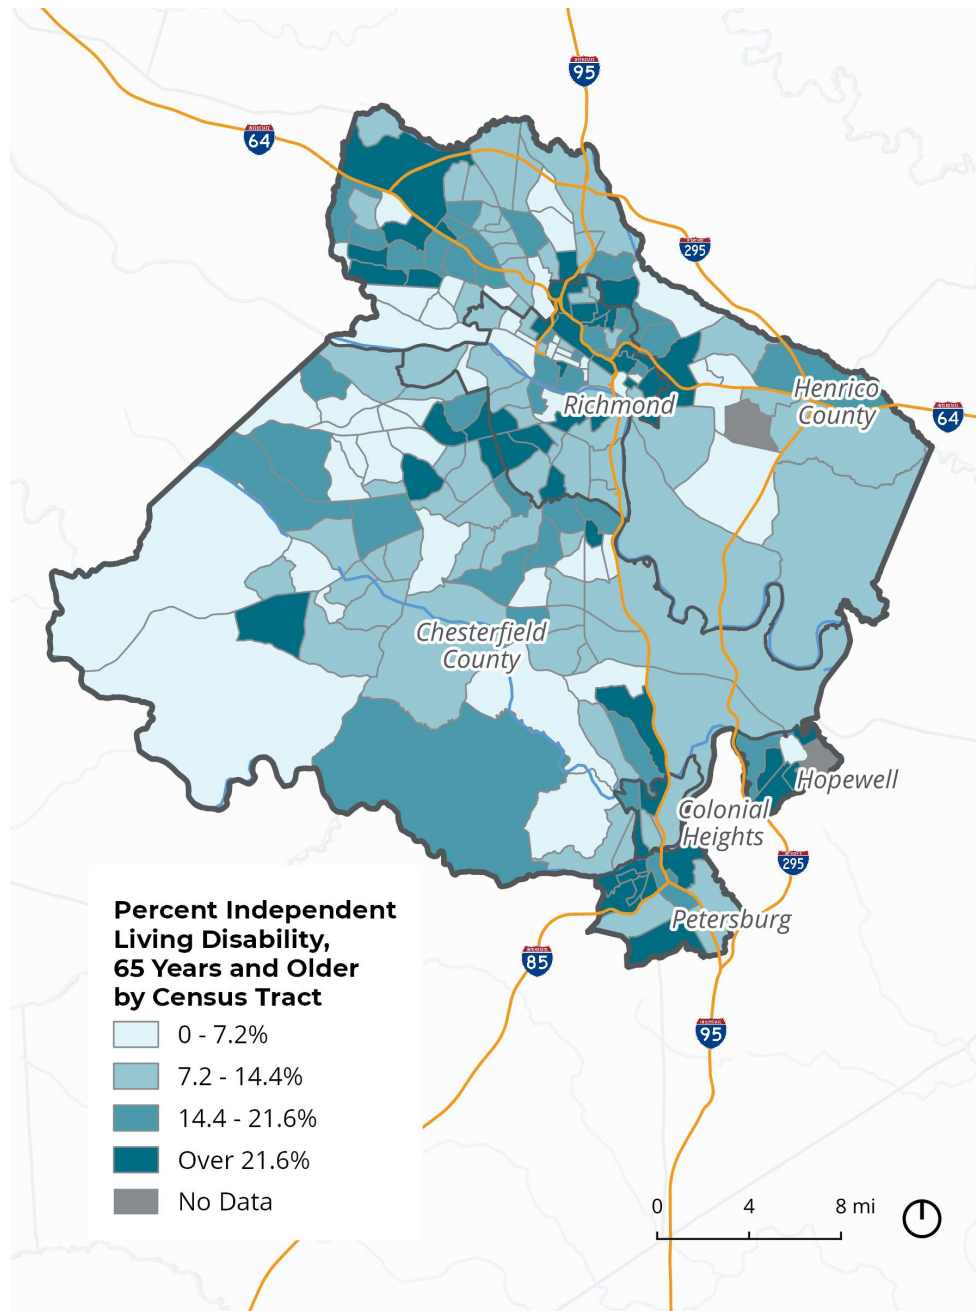 95
64
295
Henrico
County
64
Richmond
Chesterfield
County
Hopewell
Colonial
Heights
295
Petersburg
85
95
Percent Independent
Living Disability,
65 Years and Older
by Census Tract
0 - 7.2%
7.2 - 14.4%
14.4 - 21.6%
Over 21.6%
No Data
0 4 8 mi